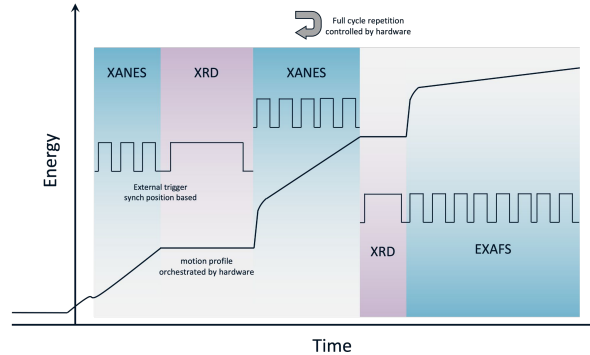 Full cycle repetition
controlled by hardware
XANES
XRD
XANES
Energy
External trigger
synch position based
motion profile
orchestrated by hardware
XRD
EXAFS
Time